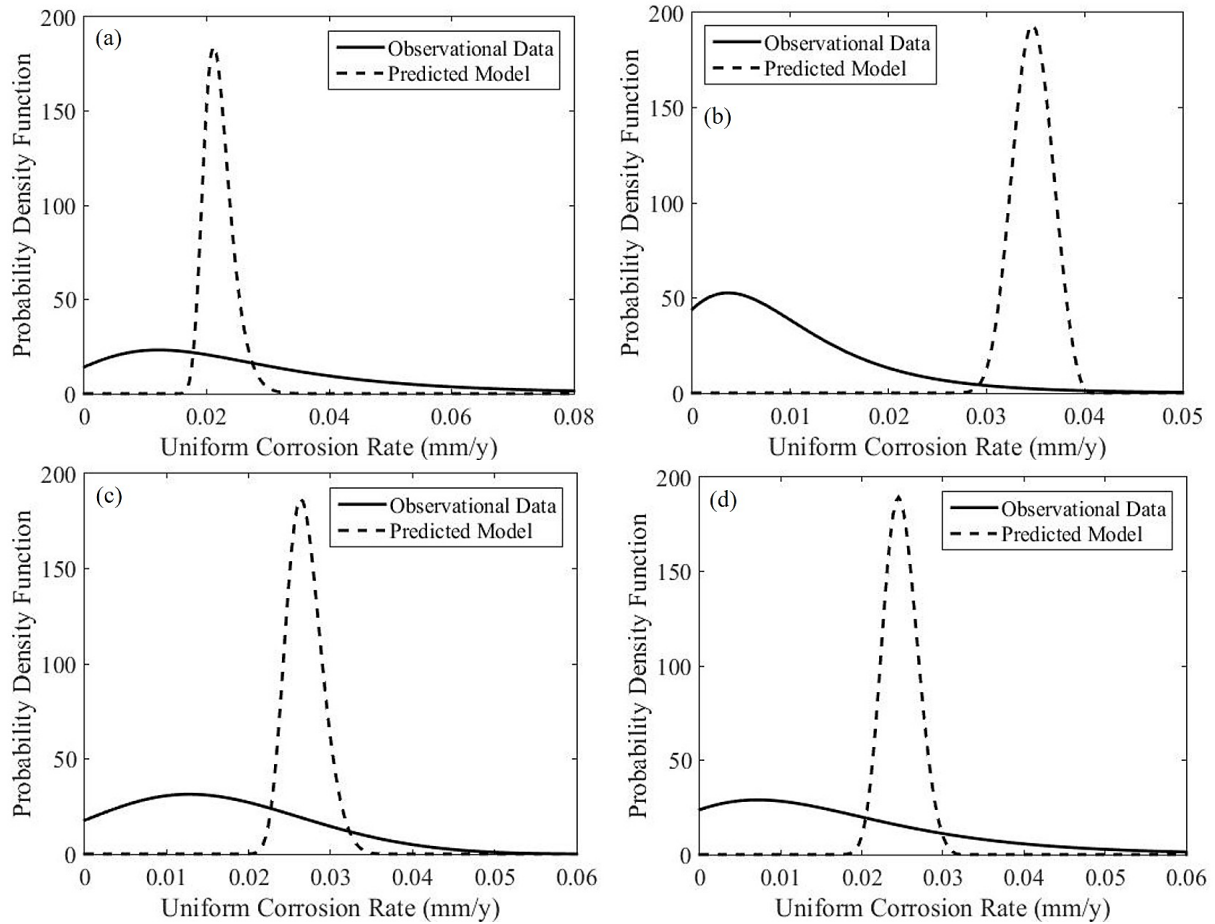 (a)
Observational Data
Predicted Model
Probability Density Function
200
150
100
50
0
0 0.02 0.04 0.06 0.08
Uniform Corrosion Rate (mm/y)
(b)
Observational Data
Predicted Model
Probability Density Function
200
150
100
50
0
0 0.01 0.02 0.03 0.04 0.05
Uniform Corrosion Rate (mm/y)
(c)
Observational Data
Predicted Model
Probability Density Function
200
150
100
50
0
0 0.01 0.02 0.03 0.04 0.05 0.06
Uniform Corrosion Rate (mm/y)
(d)
Observational Data
Predicted Model
Probability Density Function
200
150
100
50
0
0 0.01 0.02 0.03 0.04 0.05 0.06
Uniform Corrosion Rate (mm/y)